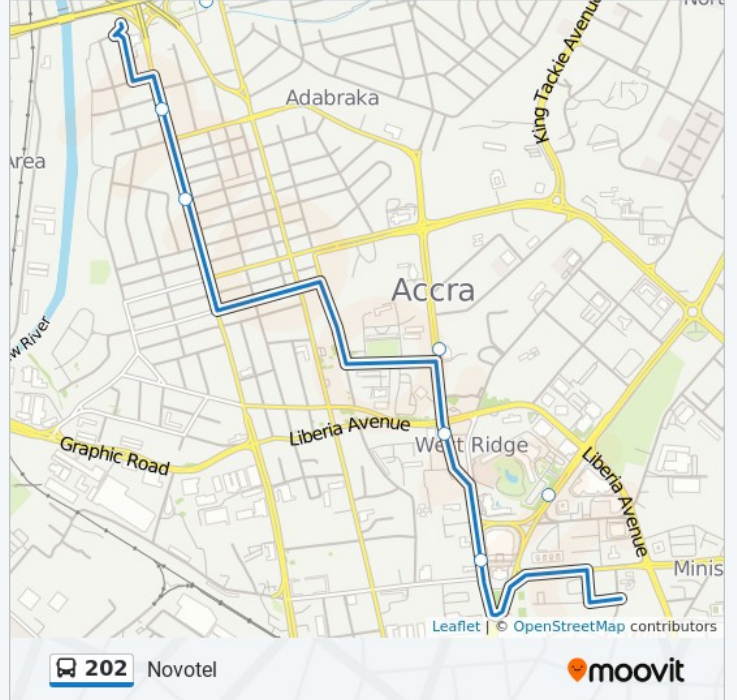 Nort
Adabraka
King Tackie Avenue
Area
Accra
w River
Liberia Avenue
Graphic Road
West Ridge
Liberia Avenue
Minis
Leaflet | © OpenStreetMap contributors
202 Novotel
moovit